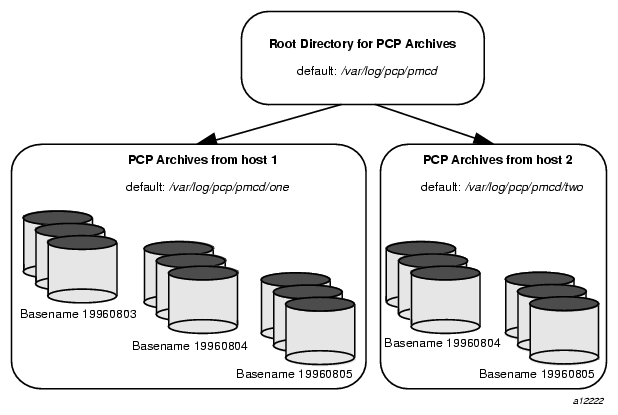 Root Directory for PCP Archives
default: /var/log/pcp/pmcd
PCP Archives from host 1
default: /var/log/pcp/pmcd/one
Basename 19960803
Basename 19960804
Basename 19960805
PCP Archives from host 2
default: /var/log/pcp/pmcd/two
Basename 19960804
Basename 19960805
a12222